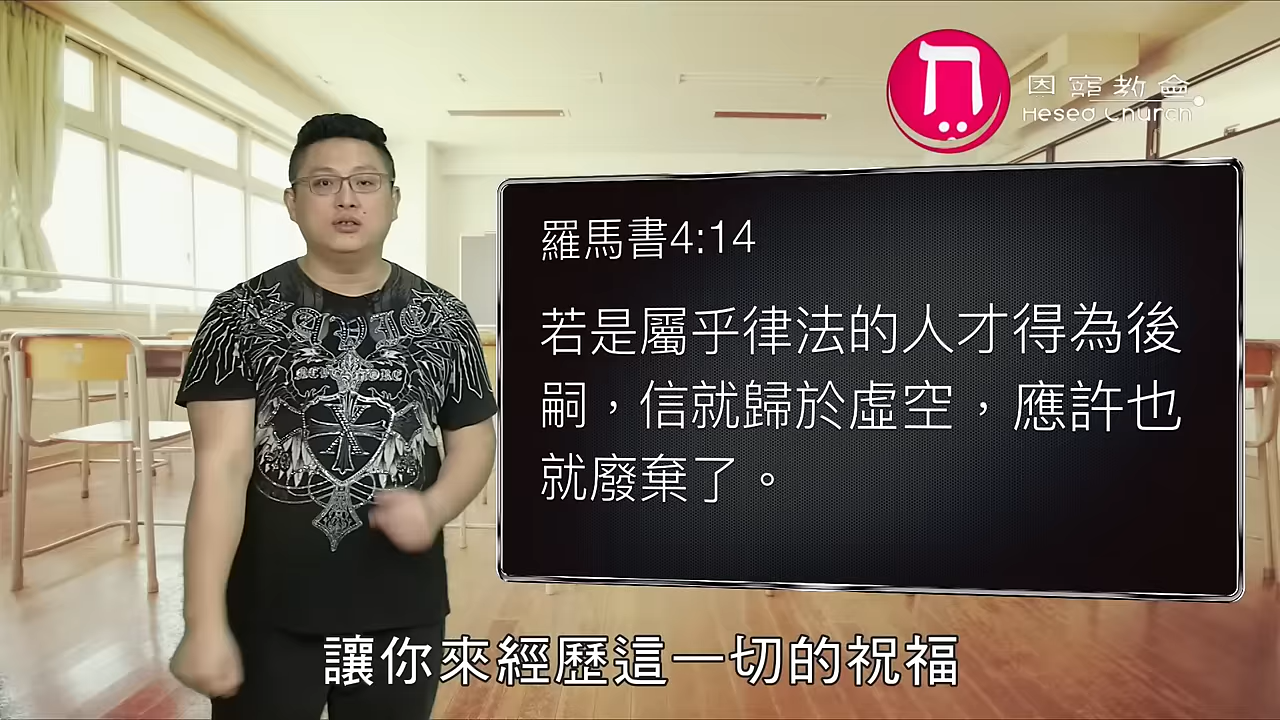 ת
因寵教會
Hesed Church
羅馬書4:14
若是屬乎律法的人才得為後
嗣，信就歸於虛空，應許也
就廢棄了。
讓你來經歷這一切的祝福